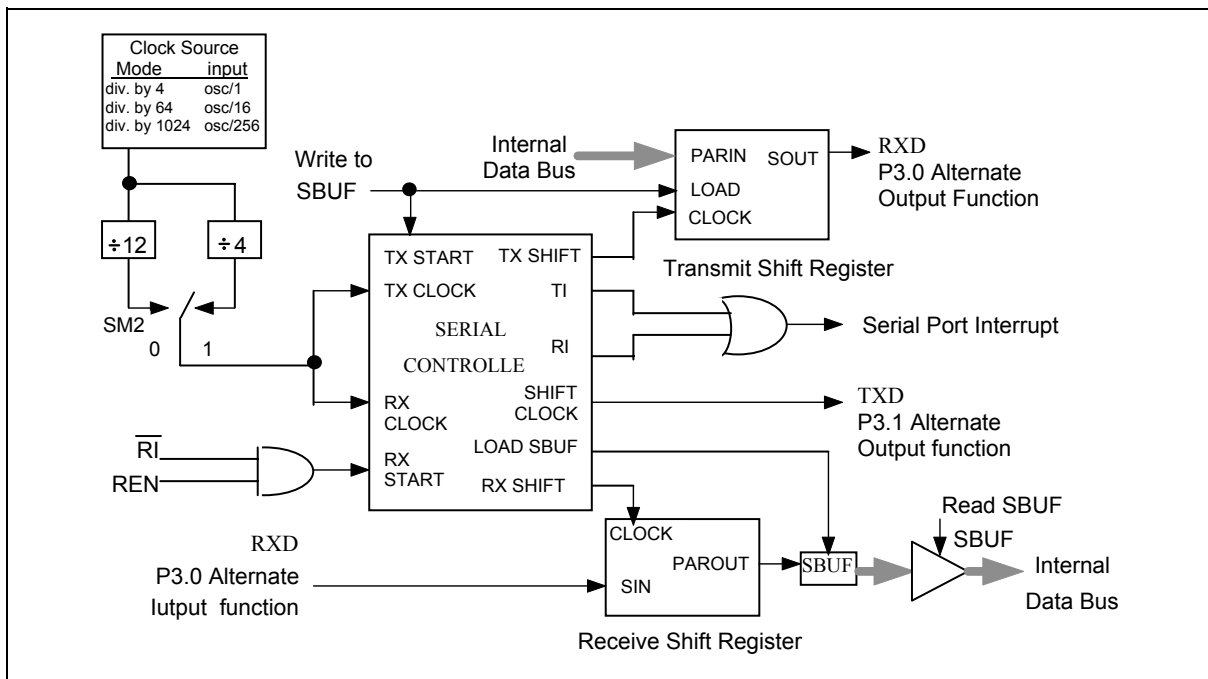 Clock Source
Mode input
div. by 4 osc/1
div. by 64 osc/16
div. by 1024 osc/256
÷12
÷4
SM2
0 1
Write to
SBUF
Internal
Data Bus
PARIN
SOUT
LOAD
CLOCK
RXD
P3.0 Alternate
Output Function
Transmit Shift Register
TX START
TX SHIFT
TX CLOCK
TI
SERIAL
RI
CONTROLLE
SHIFT
CLOCK
RX
CLOCK
LOAD SBUF
RX
START
RX SHIFT
Serial Port Interrupt
TXD
P3.1 Alternate
Output function
RI
REN
RXD
P3.0 Alternate
Iutput function
CLOCK
PAROUT
SIN
Receive Shift Register
SBUF
Read SBUF
SBUF
Internal
Data Bus